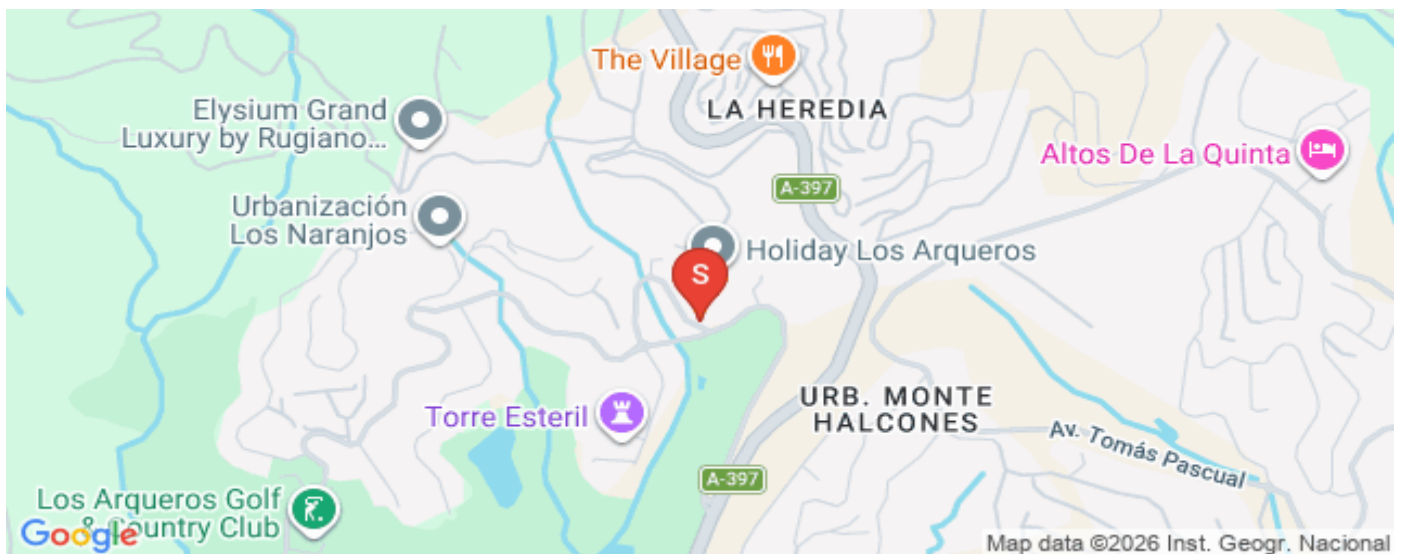 The Village
LA HEREDIA
Elysium Grand
Luxury by Rugiano...
Altos De La Quinta
A-397
Urbanización
Los Naranjos
Holiday Los Arqueros
S
Torre Esteril
URB. MONTE
HALCONES
Av. Tomás Pascual
A-397
Los Arqueros Golf
& Country Club
Google
Map data ©2026 Inst. Geogr. Nacional